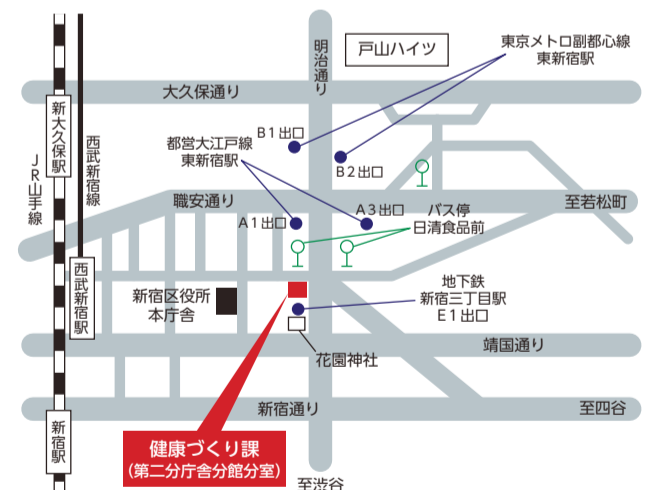 明治通り
戸山ハイツ
東京メトロ副都心線
東新宿駅
大久保通り
新大久保駅
西武新宿線
JR山手線
都営大江戸線
東新宿駅
B1出口
B2出口
職安通り
A1出口
A3出口
バス停
日清食品前
至若松町
西武新宿駅
新宿区役所
本庁舎
地下鉄
新宿三丁目駅
E1出口
靖国通り
花園神社
新宿通り
至四谷
新宿駅
健康づくり課
(第二分庁舎分館分室)
至渋谷